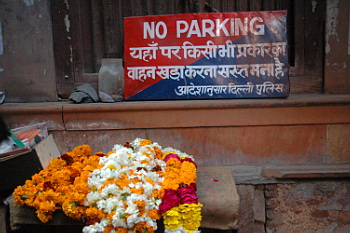 NO PARKING
यहाँ पर किसी भी प्रकार का
वाहन खड़ा करना सख्त मना है
आदेशानुसार दिल्ली पुलिस